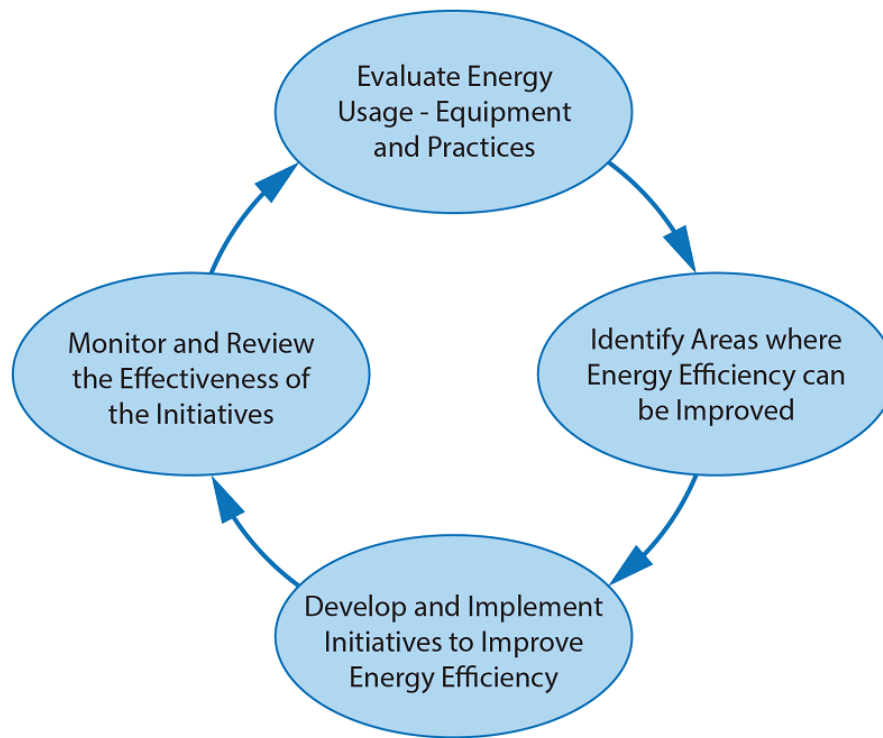 Evaluate Energy
Usage - Equipment
and Practices
Identify Areas where
Energy Efficiency can
be Improved
Develop and Implement
Initiatives to Improve
Energy Efficiency
Monitor and Review
the Effectiveness of
the Initiatives